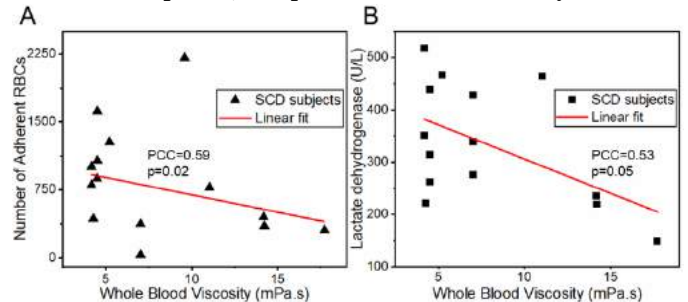 A
B
2250
1500
750
0
Number of Adherent RBCs
SCD subjects
Linear fit
PCC=0.59
p=0.02
5
10
15
Whole Blood Viscosity (mPa.s)
500
400
300
200
100
Lactate dehydrogenase (U/L)
SCD subjects
Linear fit
PCC=0.53
p=0.05
5
10
15
Whole Blood Viscosity (mPa.s)